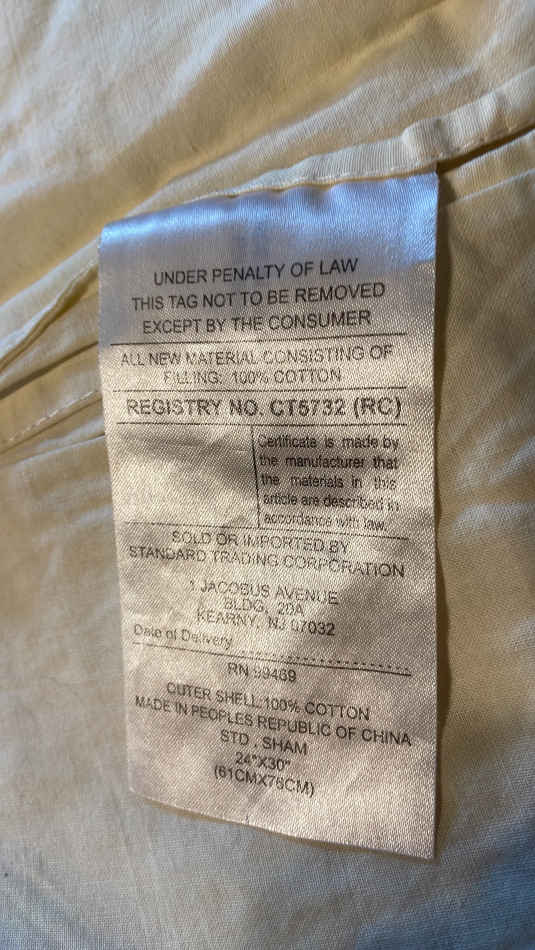 UNDER PENALTY OF LAW
THIS TAG NOT TO BE REMOVED
EXCEPT BY THE CONSUMER
ALL NEW MATERIAL CONSISTING OF
FILLING: 100% COTTON
REGISTRY NO. CT5732 (RC)
Certificate is made by
the manufacturer that
the materials in this
article are described in
accordance with law.
SOLD OR IMPORTED BY
STANDARD TRADING CORPORATION
1 JACOBUS AVENUE
BLDG, 20A
KEARNY, NJ 07032
Date of Delivery
RN 99469
OUTER SHELL:100% COTTON
MADE IN PEOPLES REPUBLIC OF CHINA
STD . SHAM
24"X30"
(61CMX76CM)